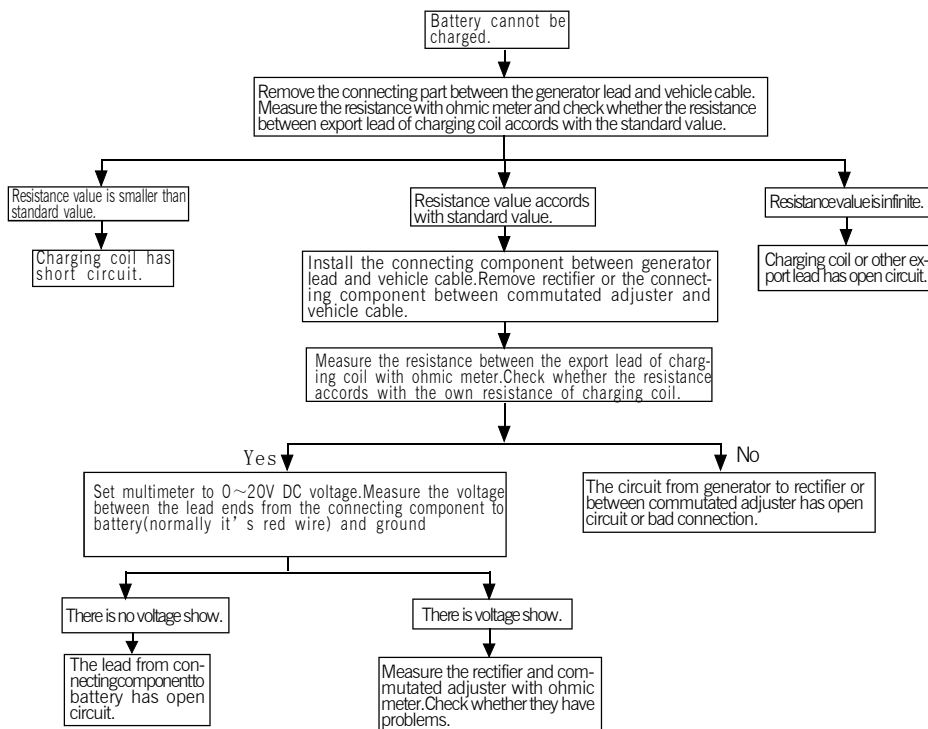 Battery cannot be
charged.
Remove the connecting part between the generator lead and vehicle cable.
Measure the resistance with ohmic meter and check whether the resistance
between export lead of charging coil accords with the standard value.
Resistance value is smaller than
standard value.
Resistance value accords
with standard value.
Resistance value is infinite.
Charging coil has
short circuit.
Install the connecting component between generator
lead and vehicle cable.Remove rectifier or the connect-
ing component between commutated adjuster and
vehicle cable.
Charging coil or other ex-
port lead has open circuit.
Measure the resistance between the export lead of charg-
ing coil with ohmic meter.Check whether the resistance
accords with the own resistance of charging coil.
Yes
No
Set multimeter to 0~20V DC voltage.Measure the voltage
between the lead ends from the connecting component to
battery(normally it's red wire) and ground
The circuit from generator to rectifier or
between commutated adjuster has open
circuit or bad connection.
There is no voltage show.
There is voltage show.
The lead from con-
necting component to
battery has open
circuit.
Measure the rectifier and com-
mutated adjuster with ohmic
meter.Check whether they have
problems.